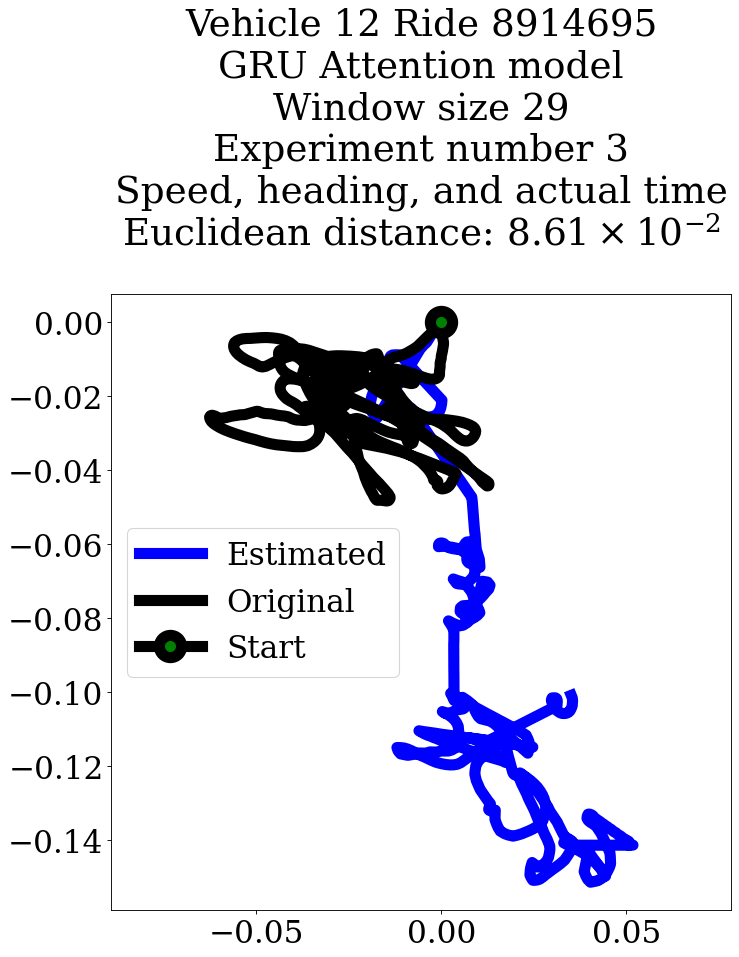 Vehicle 12 Ride 8914695
GRU Attention model
Window size 29
Experiment number 3
Speed, heading, and actual time
Euclidean distance: 8.61 × 10⁻²
0.00
−0.02
−0.04
−0.06
−0.08
−0.10
−0.12
−0.14
Estimated
Original
Start
−0.05
0.00
0.05